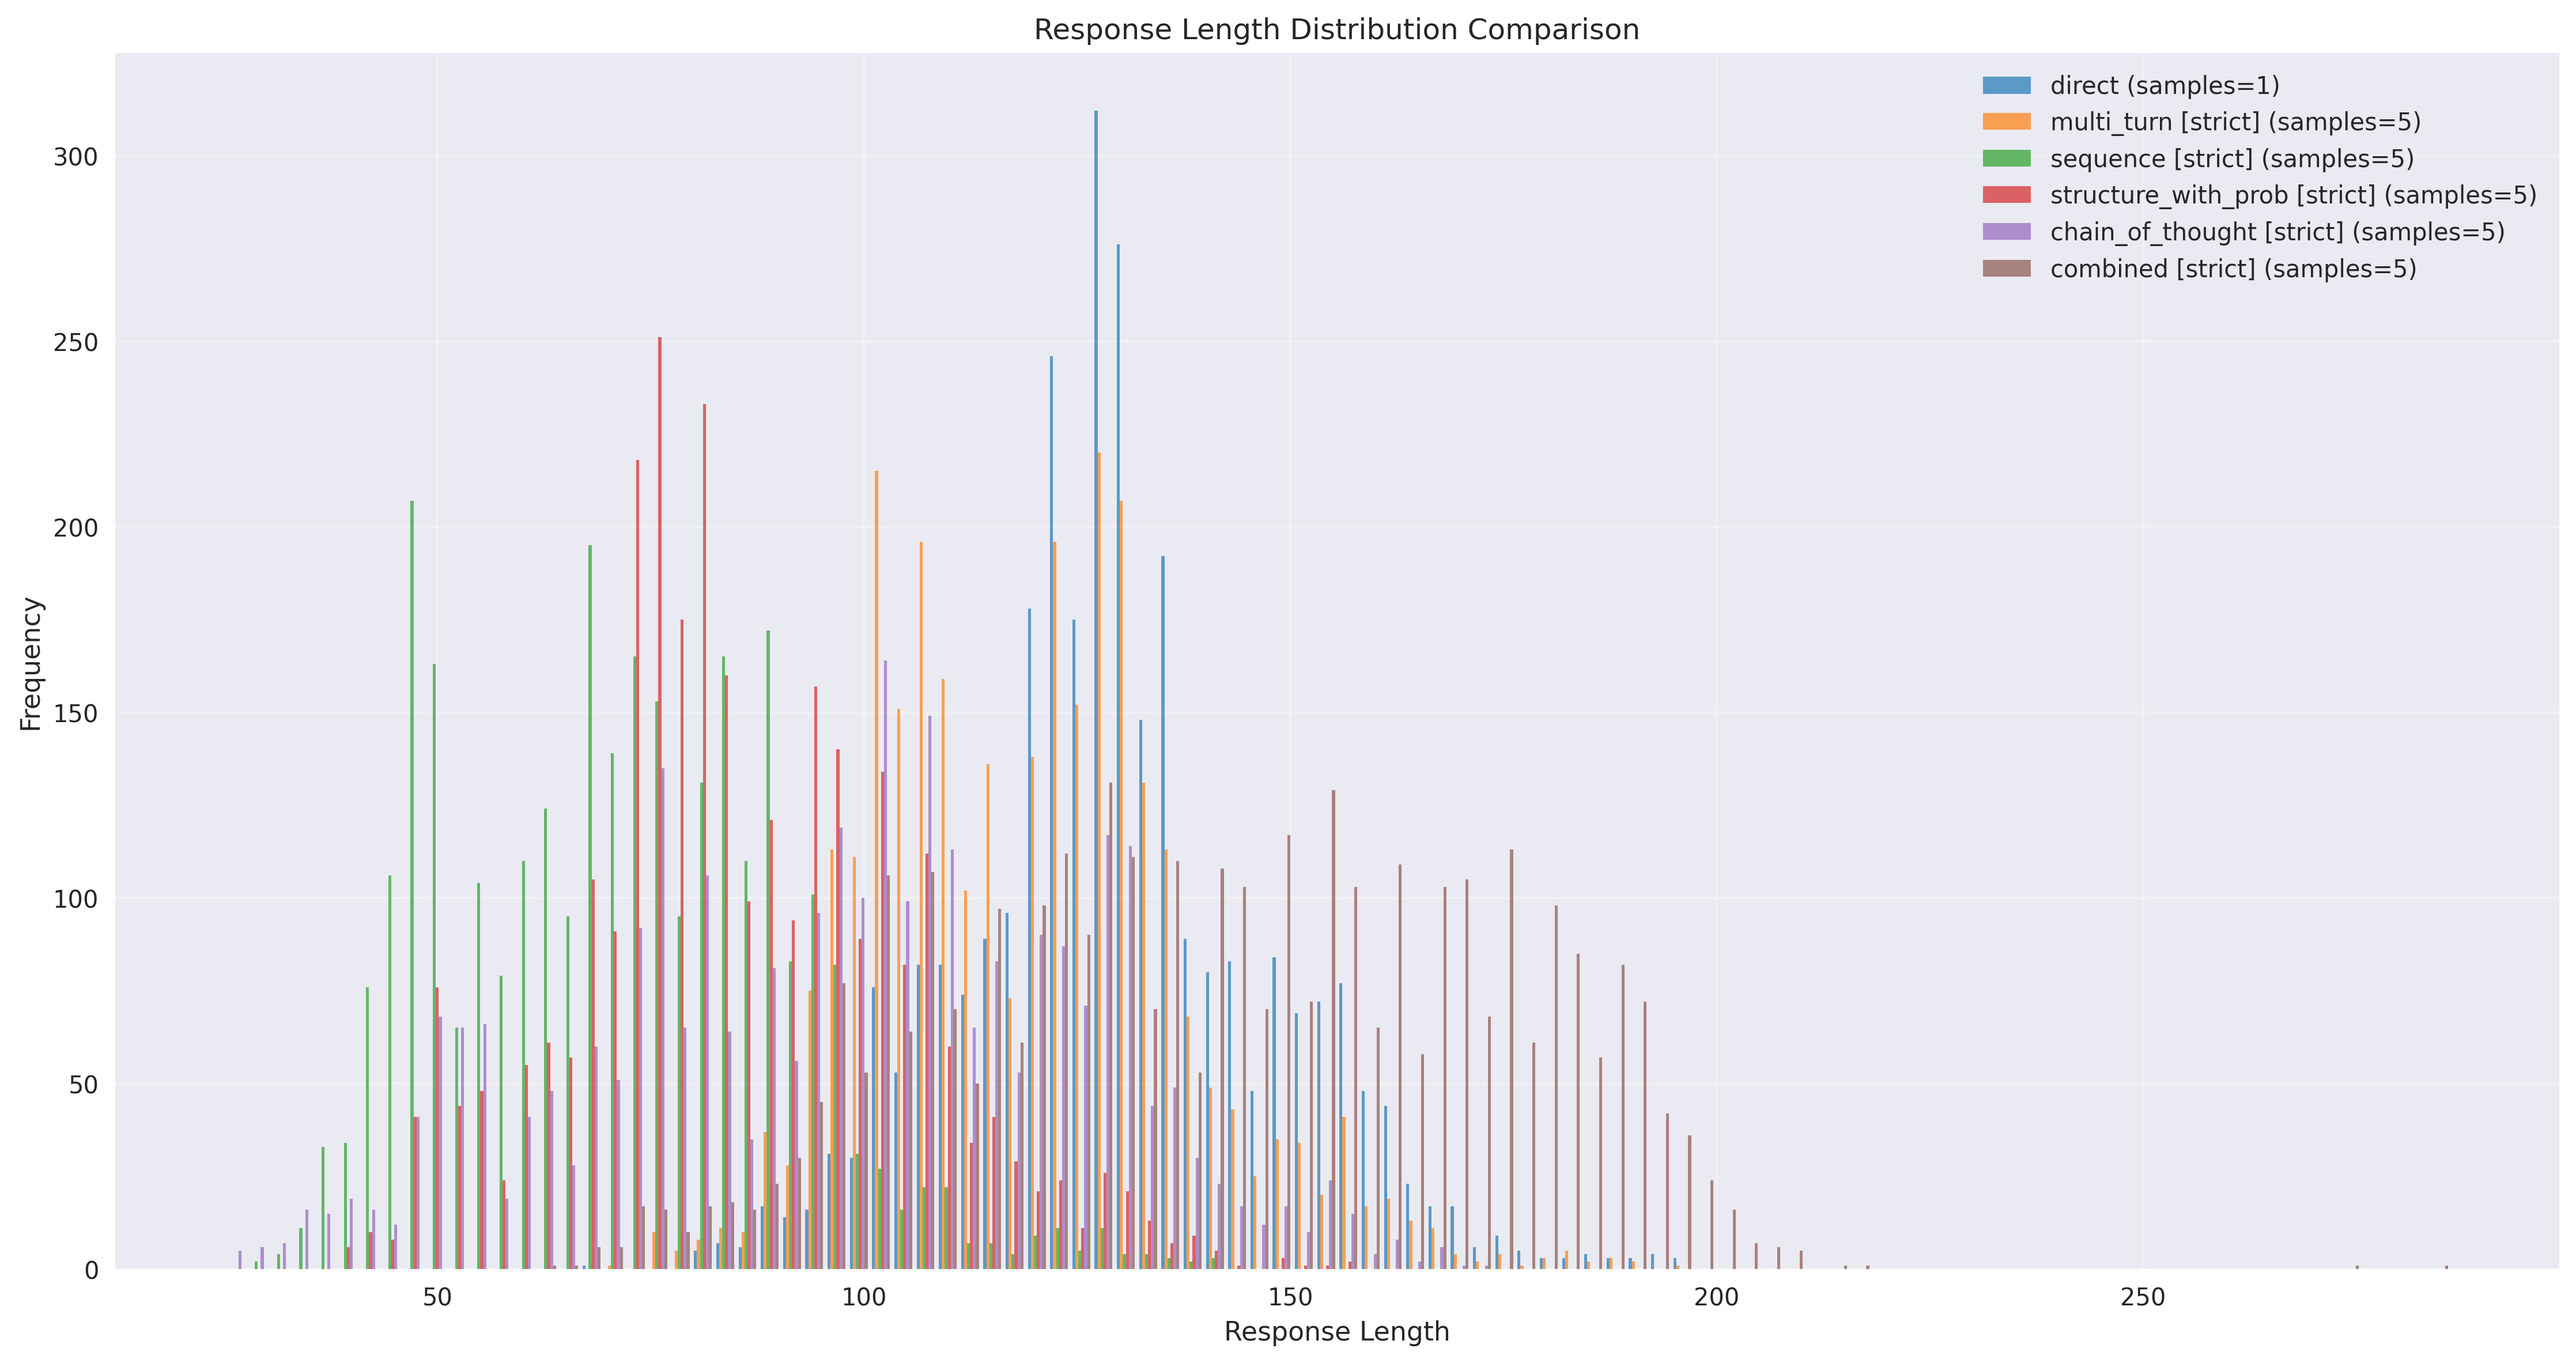 Response Length Distribution Comparison
direct (samples=1)
multi_turn [strict] (samples=5)
sequence [strict] (samples=5)
structure_with_prob [strict] (samples=5)
chain_of_thought [strict] (samples=5)
combined [strict] (samples=5)
Frequency
300
250
200
150
100
50
0
50 100 150 200 250
Response Length